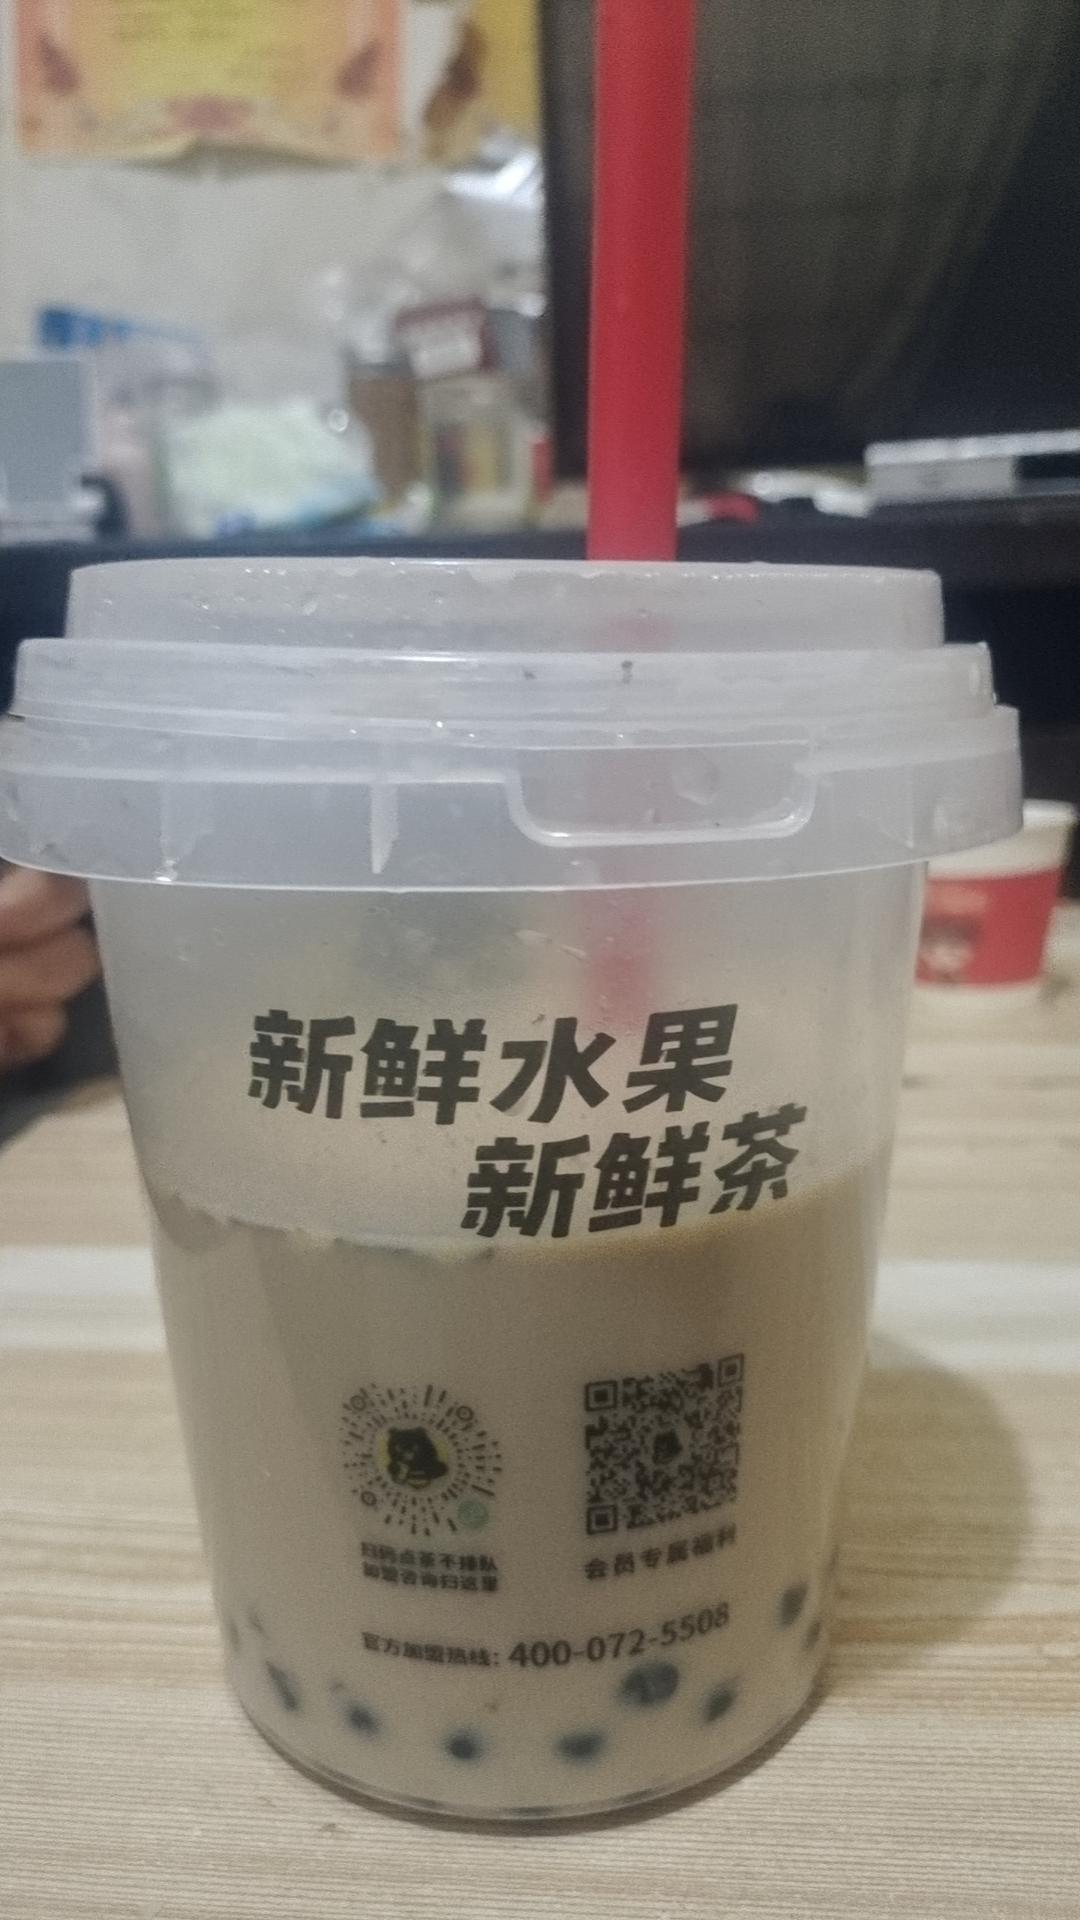 新鲜水果
新鲜茶
扫码点茶不排队
加盟咨询扫这里
会员专属福利
官方加盟热线：400-072-5508